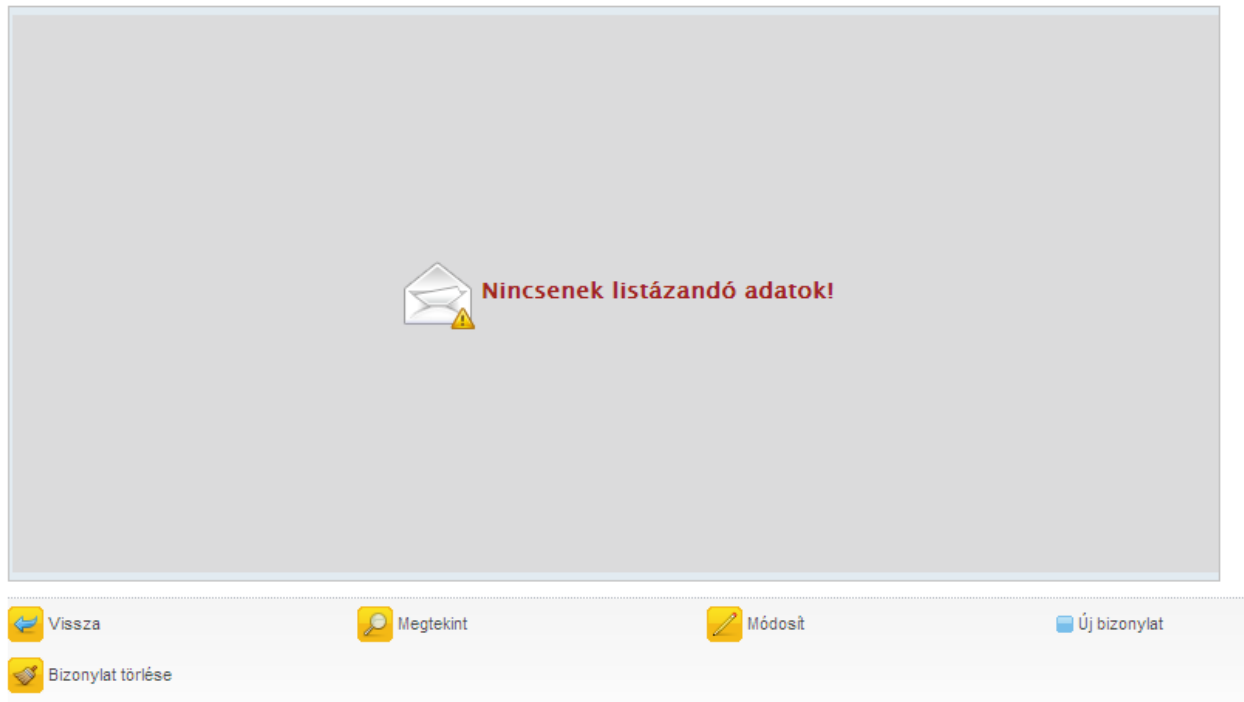 Nincsenek listázandó adatok!
Vissza Megtekint Módosít Új bizonylat
Bizonylat törlése